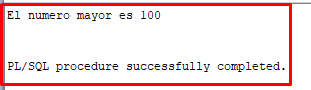 El numero mayor es 100
PL/SQL procedure successfully completed.